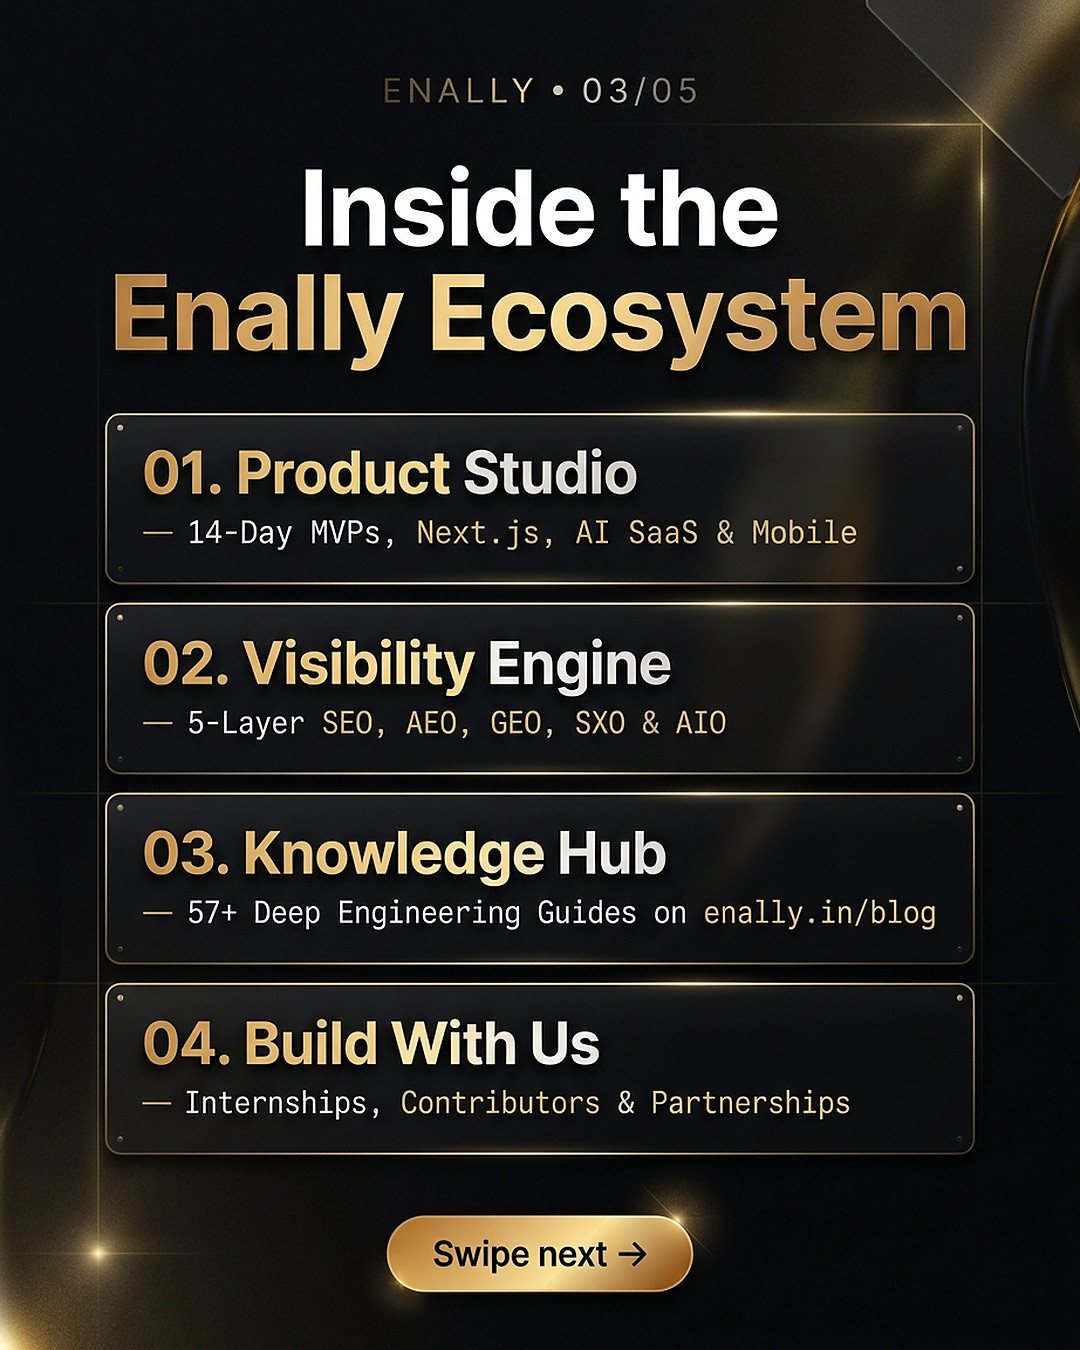 ENALLY • 03/05
Inside the
Enally Ecosystem
01. Product Studio
— 14-Day MVPs, Next.js, AI SaaS & Mobile
02. Visibility Engine
— 5-Layer SEO, AEO, GEO, SXO & AIO
03. Knowledge Hub
— 57+ Deep Engineering Guides on enally.in/blog
04. Build With Us
— Internships, Contributors & Partnerships
Swipe next →